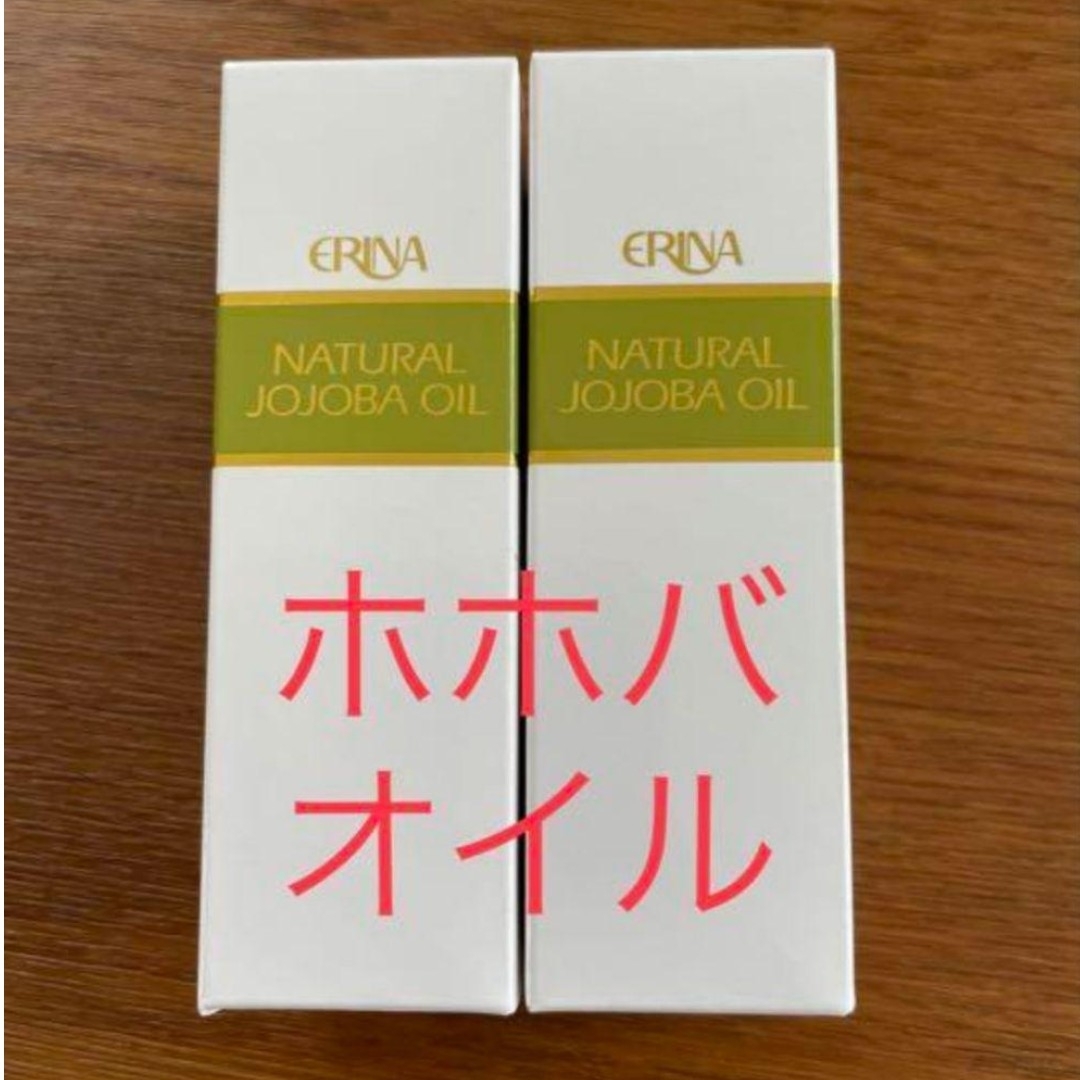 ERINA
NATURAL
JOJOBA OIL
ERINA
NATURAL
JOJOBA OIL
ホホバ
オイル